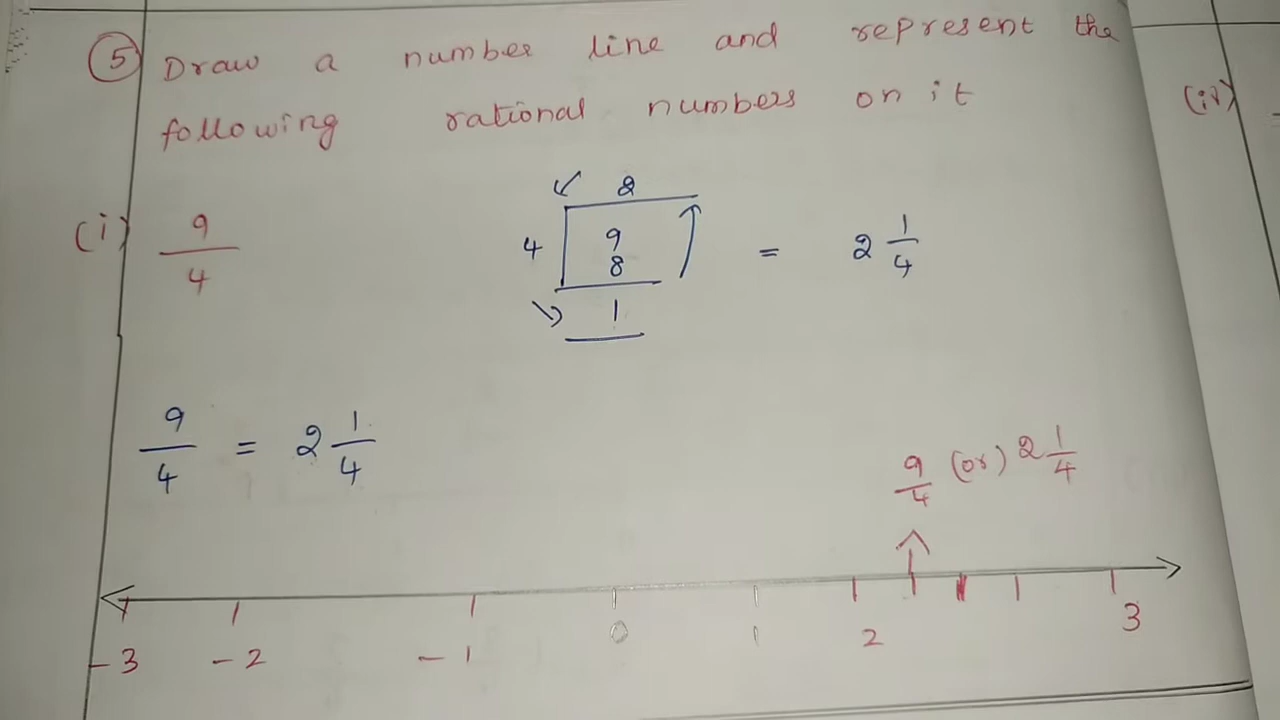 5 Draw a number line and represent the
following rational numbers on it
(i) 9/4
2
4 9 = 2 1/4
8
1
9/4 = 2 1/4
9/4 (or) 2 1/4
-3 -2 -1 0 1 2 3